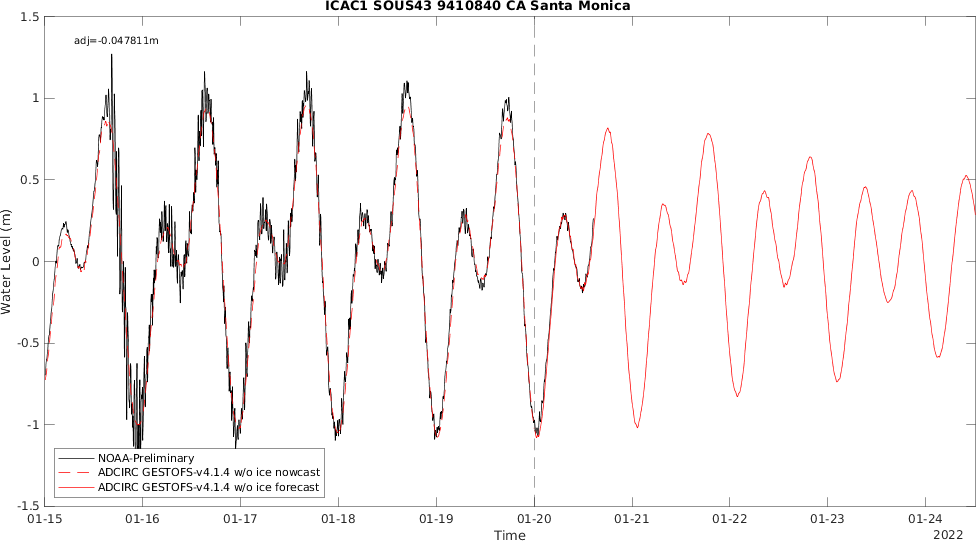 ICAC1 SOUS43 9410840 CA Santa Monica
adj=-0.047811m
1.5
1
0.5
0
-0.5
-1
-1.5
Water Level (m)
NOAA-Preliminary
ADCIRC GESTOFS-v4.1.4 w/o ice nowcast
ADCIRC GESTOFS-v4.1.4 w/o ice forecast
01-15 01-16 01-17 01-18 01-19 01-20 01-21 01-22 01-23 01-24
Time
2022